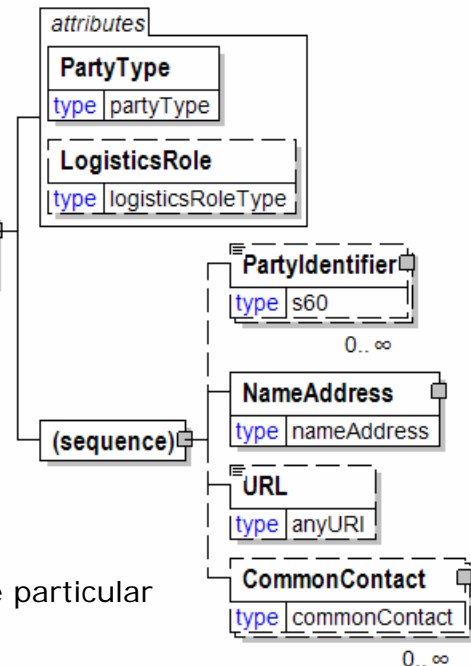 attributes
PartyType
type partyType
LogisticsRole
type logisticsRoleType
PartyIdentifier
type s60
0.. ∞
NameAddress
type nameAddress
(sequence)
URL
type anyURI
particular
CommonContact
type commonContact
0.. ∞